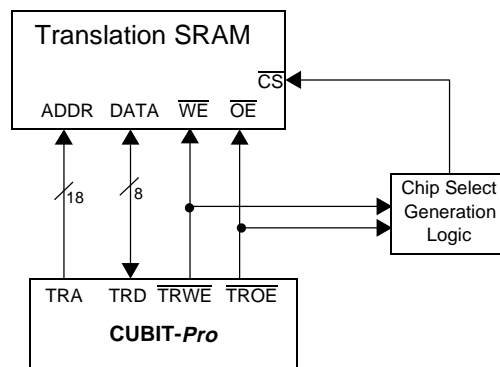 Translation SRAM
CS
ADDR DATA WE OE
18
8
Chip Select
Generation
Logic
TRA TRD TRWE TROE
CUBIT-Pro